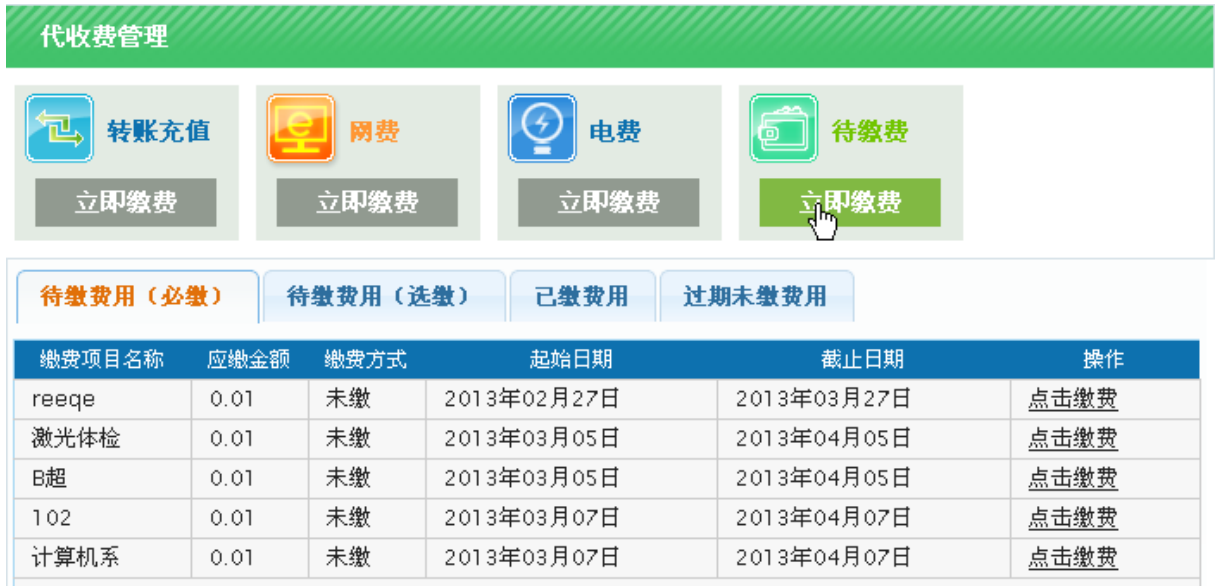 代收费管理
转账充值 网费 电费 待缴费
立即缴费 立即缴费 立即缴费 立即缴费
待缴费用（必缴） 待缴费用（选缴） 已缴费用 过期未缴费用
缴费项目名称 应缴金额 缴费方式 起始日期 截止日期 操作
reeqe 0.01 未缴 2013年02月27日 2013年03月27日 点击缴费
激光体检 0.01 未缴 2013年03月05日 2013年04月05日 点击缴费
B超 0.01 未缴 2013年03月05日 2013年04月05日 点击缴费
102 0.01 未缴 2013年03月07日 2013年04月07日 点击缴费
计算机系 0.01 未缴 2013年03月07日 2013年04月07日 点击缴费